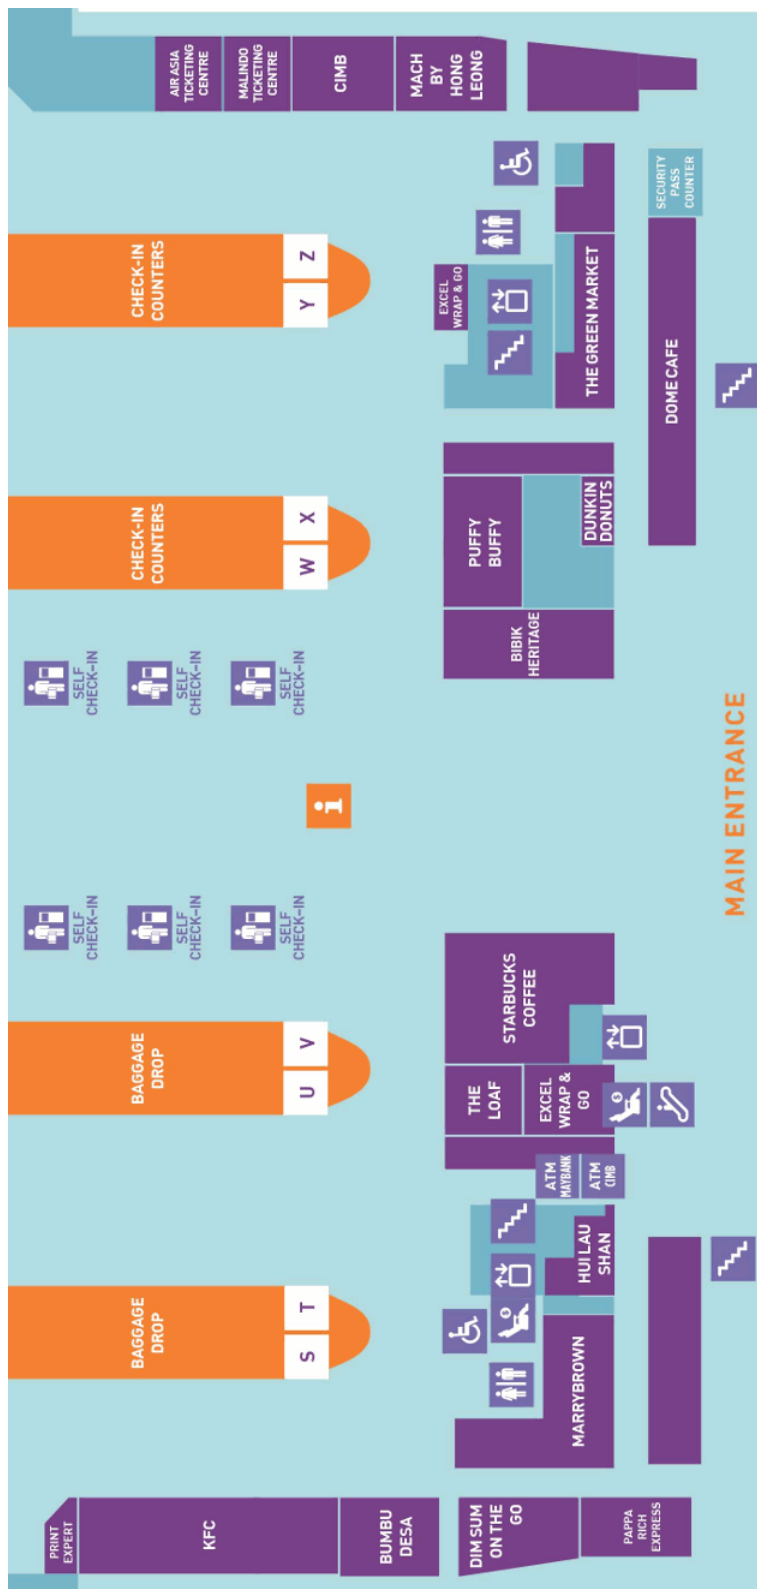 AIR ASIA
TICKETING
CENTRE
MALINDO
TICKETING
CENTRE
CIMB
MACH
BY
HONG
LEONG
SECURITY
PASS
COUNTER
CHECK-IN
COUNTERS
Z
Y
EXCEL
WRAP & GO
THE GREEN MARKET
DOME CAFE
CHECK-IN
COUNTERS
X
W
PUFFY
BUFFY
DUNKIN
DONUTS
BIBIK
HERITAGE
SELF
CHECK-IN
SELF
CHECK-IN
SELF
CHECK-IN
i
MAIN ENTRANCE
SELF
CHECK-IN
SELF
CHECK-IN
SELF
CHECK-IN
STARBUCKS
COFFEE
BAGGAGE
DROP
V
U
THE
LOAF
EXCEL
WRAP &
GO
ATM
MAYBANK
ATM
CIMB
HUI LAU
SHAN
BAGGAGE
DROP
T
S
MARRYBROWN
PRINT
EXPERT
KFC
BUMBU
DESA
DIM SUM
ON THE
GO
PAPPA
RICH
EXPRESS